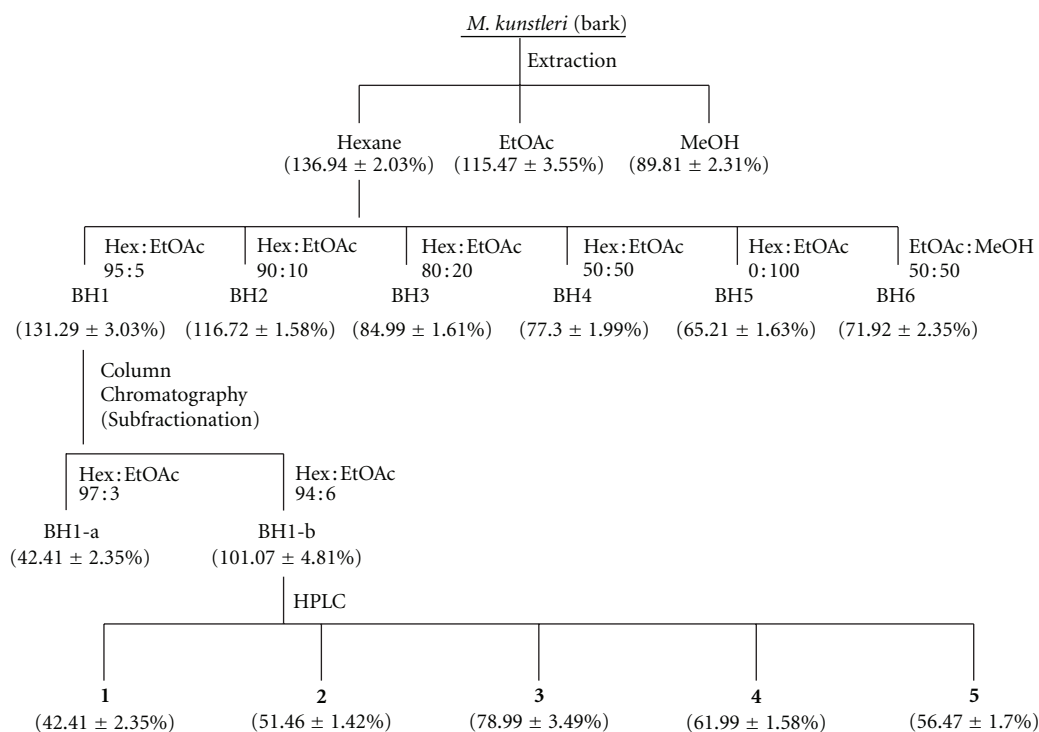 M. kunstleri (bark)
Extraction
Hexane
(136.94 ± 2.03%)
EtOAc
(115.47 ± 3.55%)
MeOH
(89.81 ± 2.31%)
Hex:EtOAc
95:5
BH1
(131.29 ± 3.03%)
Hex:EtOAc
90:10
BH2
(116.72 ± 1.58%)
Hex:EtOAc
80:20
BH3
(84.99 ± 1.61%)
Hex:EtOAc
50:50
BH4
(77.3 ± 1.99%)
Hex:EtOAc
0:100
BH5
(65.21 ± 1.63%)
EtOAc:MeOH
50:50
BH6
(71.92 ± 2.35%)
Column
Chromatography
(Subfractionation)
Hex:EtOAc
97:3
BH1-a
(42.41 ± 2.35%)
Hex:EtOAc
94:6
BH1-b
(101.07 ± 4.81%)
HPLC
1
(42.41 ± 2.35%)
2
(51.46 ± 1.42%)
3
(78.99 ± 3.49%)
4
(61.99 ± 1.58%)
5
(56.47 ± 1.7%)